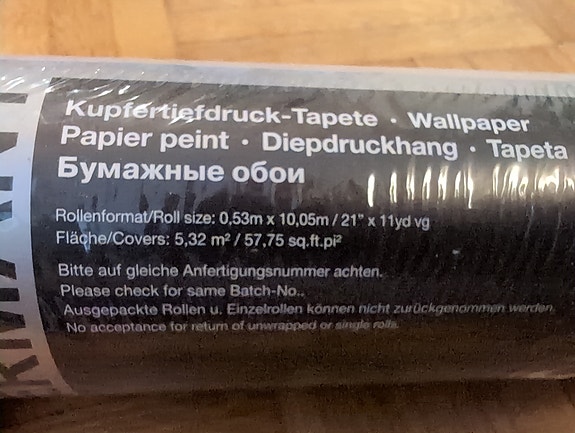 Kupfertiefdruck-Tapete · Wallpaper
Papier peint · Diepdruckhang · Tapeta
Бумажные обои
Rollenformat/Roll size: 0,53m x 10,05m / 21" x 11yd vg
Fläche/Covers: 5,32 m² / 57,75 sq.ft.pi²
Bitte auf gleiche Anfertigungsnummer achten.
Please check for same Batch-No..
Ausgepackte Rollen u. Einzelrollen können nicht zurückgenommen werden.
No acceptance for return of unwrapped or single rolls.